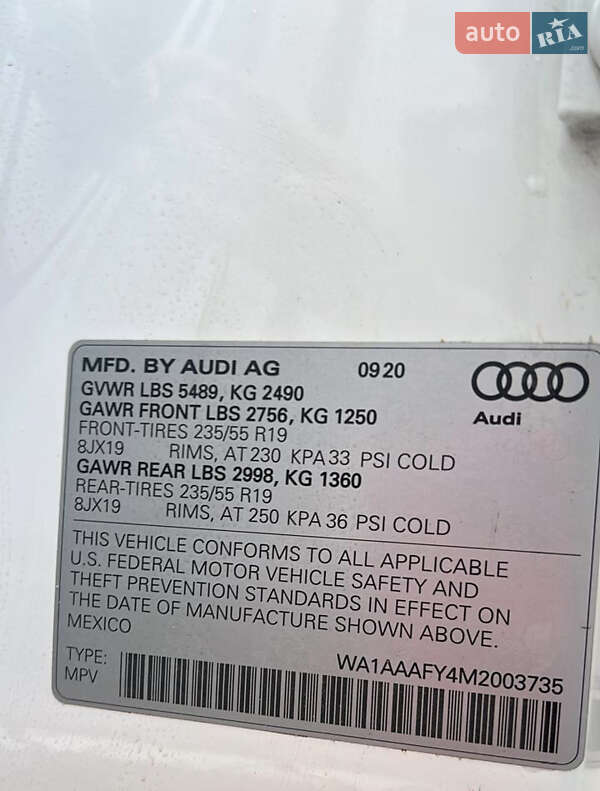 auto RIA .com
MFD. BY AUDI AG 09 20
GVWR LBS 5489, KG 2490
GAWR FRONT LBS 2756, KG 1250
FRONT-TIRES 235/55 R19
8JX19 RIMS, AT 230 KPA 33 PSI COLD
GAWR REAR LBS 2998, KG 1360
REAR-TIRES 235/55 R19
8JX19 RIMS, AT 250 KPA 36 PSI COLD
Audi
THIS VEHICLE CONFORMS TO ALL APPLICABLE
U.S. FEDERAL MOTOR VEHICLE SAFETY AND
THEFT PREVENTION STANDARDS IN EFFECT ON
THE DATE OF MANUFACTURE SHOWN ABOVE.
MEXICO
TYPE:
MPV
WA1AAAFY4M2003735